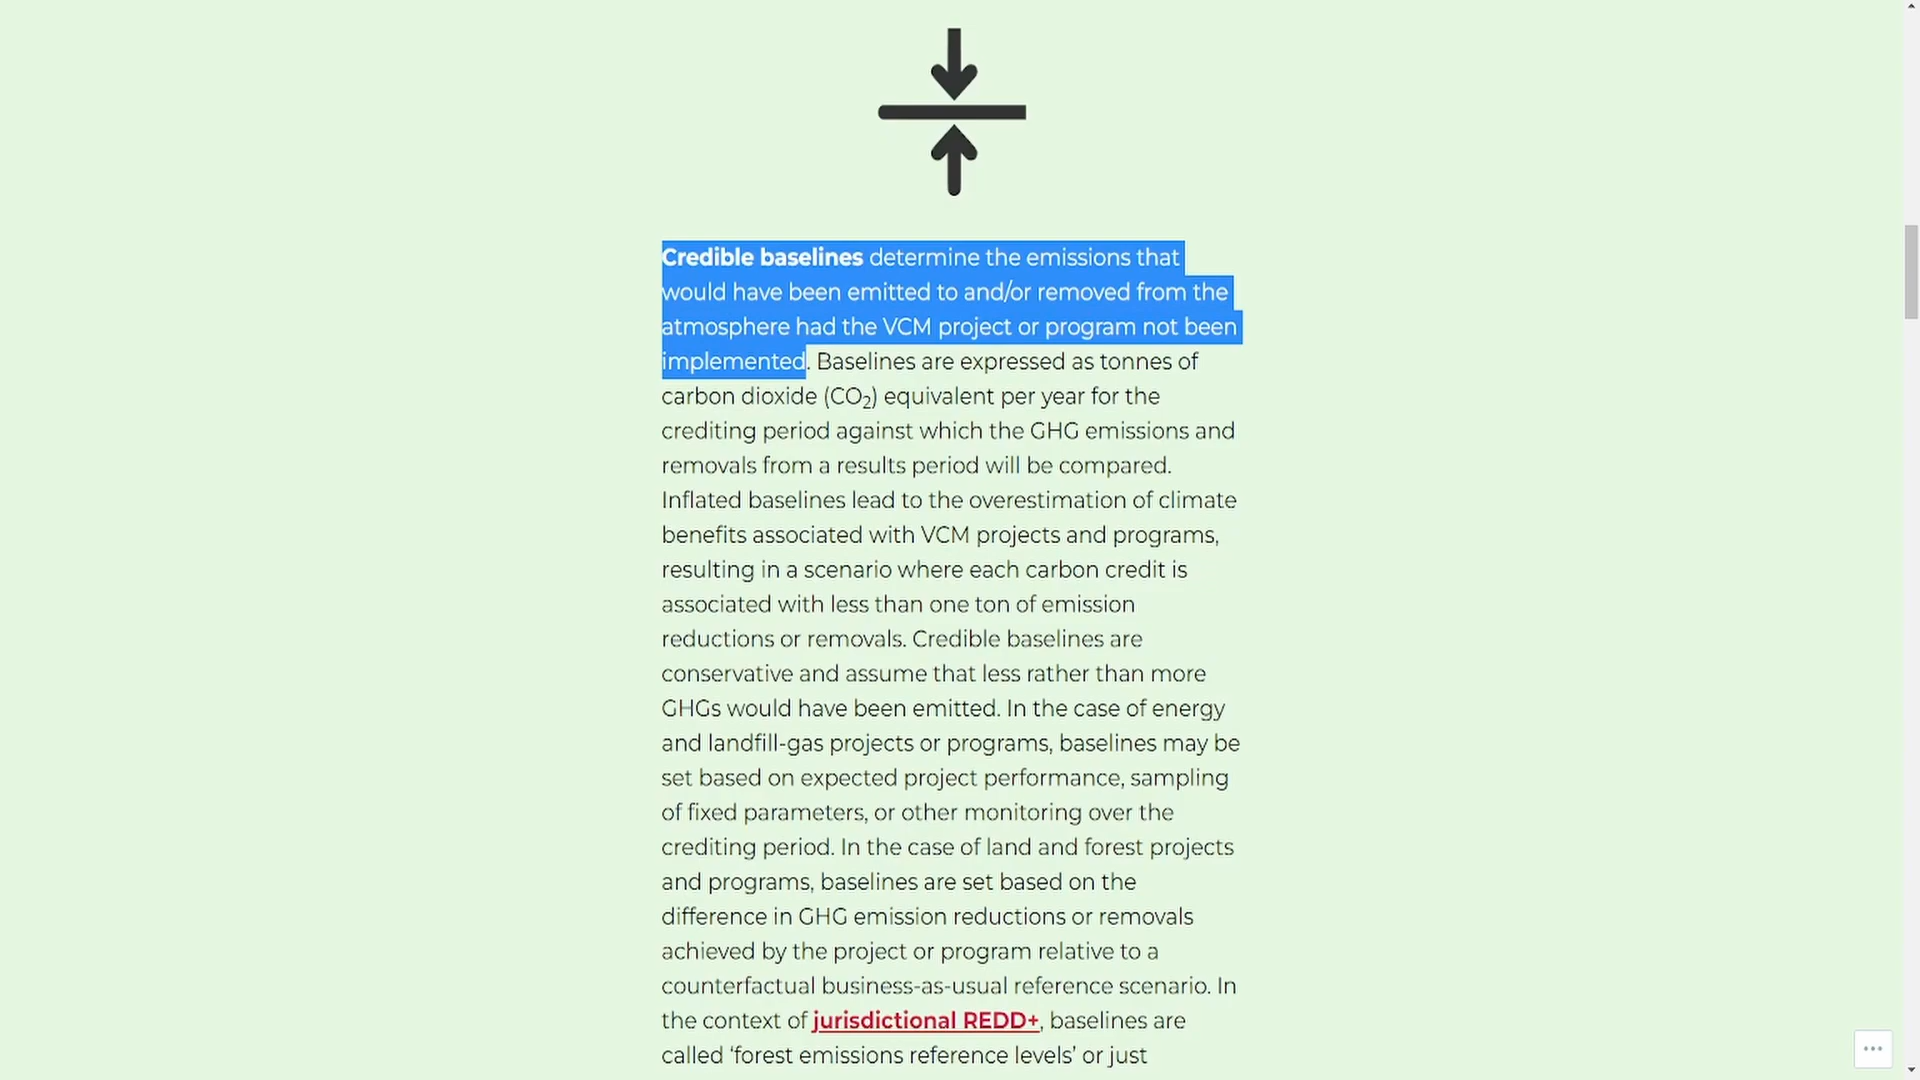 Credible baselines determine the emissions that
would have been emitted to and/or removed from the
atmosphere had the VCM project or program not been
implemented. Baselines are expressed as tonnes of
carbon dioxide (CO₂) equivalent per year for the
crediting period against which the GHG emissions and
removals from a results period will be compared.
Inflated baselines lead to the overestimation of climate
benefits associated with VCM projects and programs,
resulting in a scenario where each carbon credit is
associated with less than one ton of emission
reductions or removals. Credible baselines are
conservative and assume that less rather than more
GHGs would have been emitted. In the case of energy
and landfill-gas projects or programs, baselines may be
set based on expected project performance, sampling
of fixed parameters, or other monitoring over the
crediting period. In the case of land and forest projects
and programs, baselines are set based on the
difference in GHG emission reductions or removals
achieved by the project or program relative to a
counterfactual business-as-usual reference scenario. In
the context of jurisdictional REDD+, baselines are
called ‘forest emissions reference levels’ or just